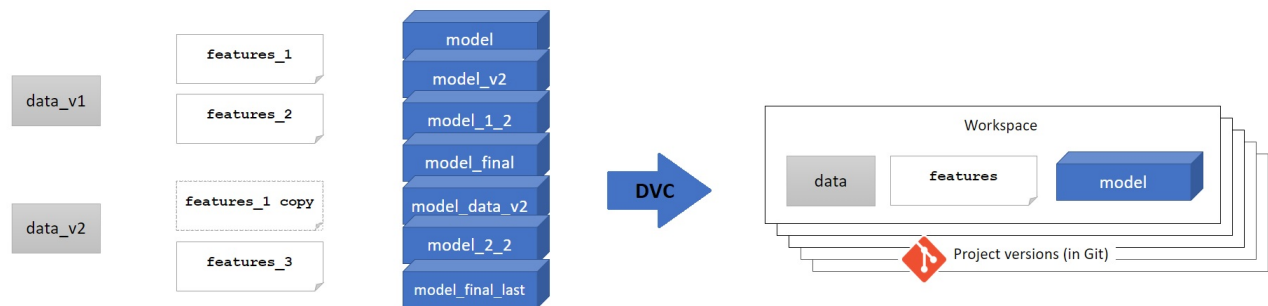 data_v1
data_v2
features_1
features_2
features_1 copy
features_3
model
model_v2
model_1_2
model_final
model_data_v2
model_2_2
model_final_last
DVC
Workspace
data
features
model
Project versions (in Git)